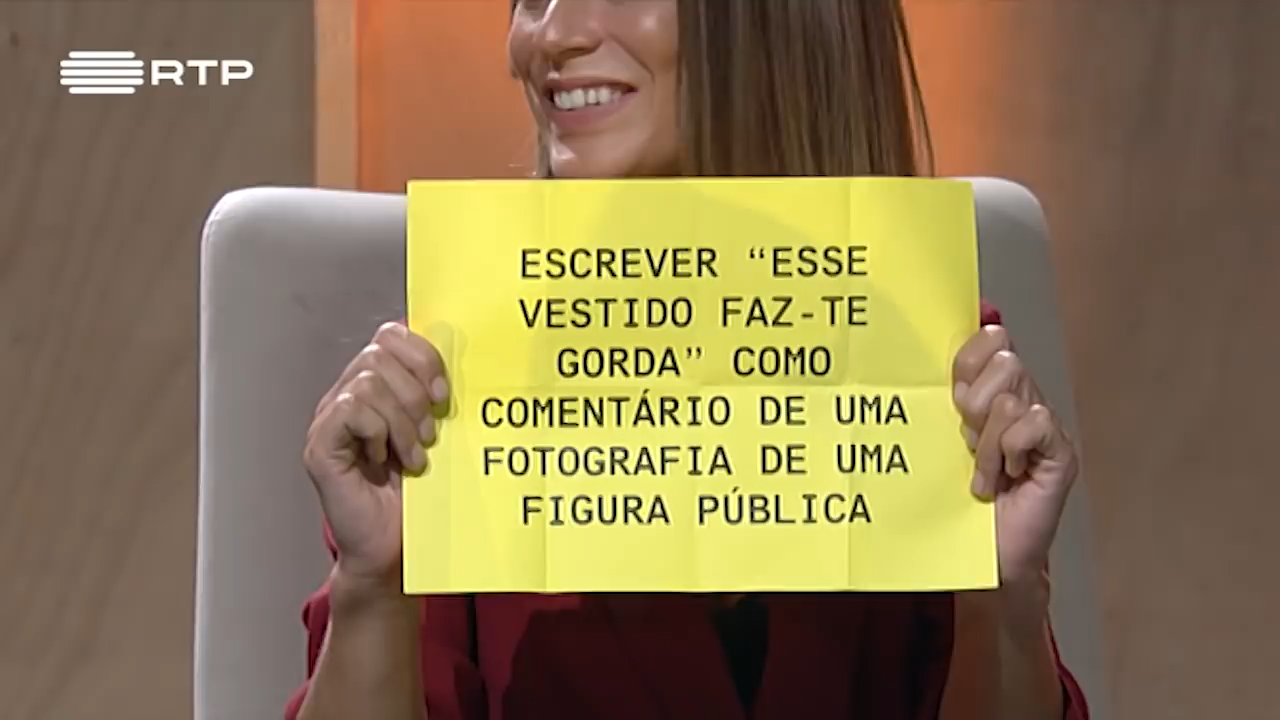 RTP
ESCREVER “ESSE
VESTIDO FAZ-TE
GORDA” COMO
COMENTÁRIO DE UMA
FOTOGRAFIA DE UMA
FIGURA PÚBLICA